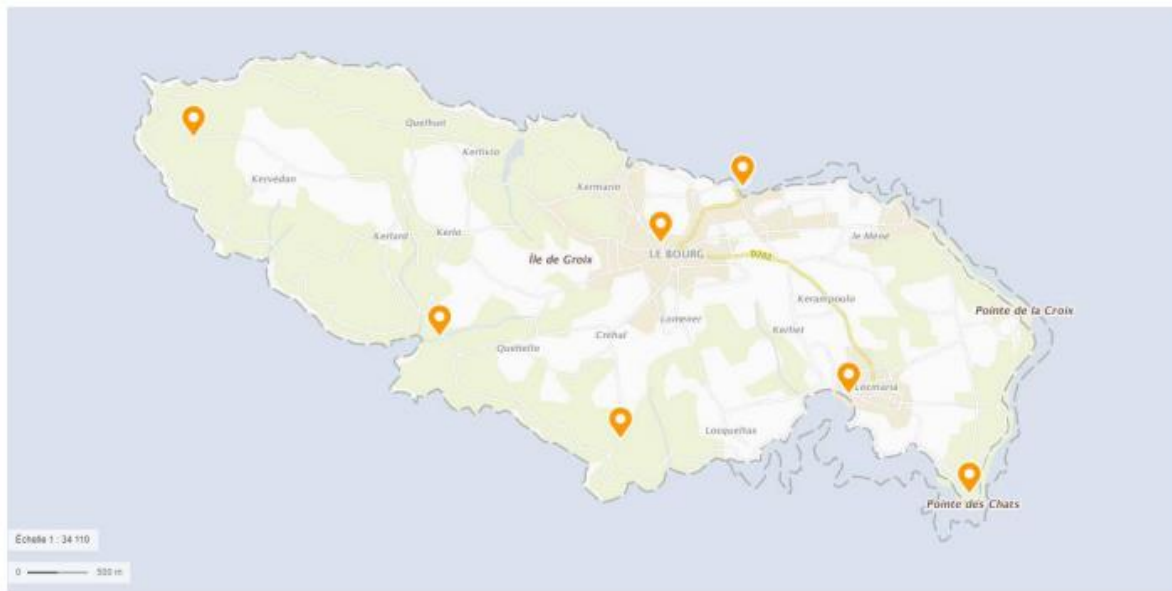 Quelhuit
Kerlivio
Kervédan
Kermario
Kerlard
Kerlo
Île de Groix
LE BOURG
le Méné
D202
Kerampoulo
Pointe de la Croix
Lomener
Kerliet
Créhal
Quéhello
Locmaria
Locqueltas
Pointe des Chats
Échelle 1 : 34 110
0 500 m